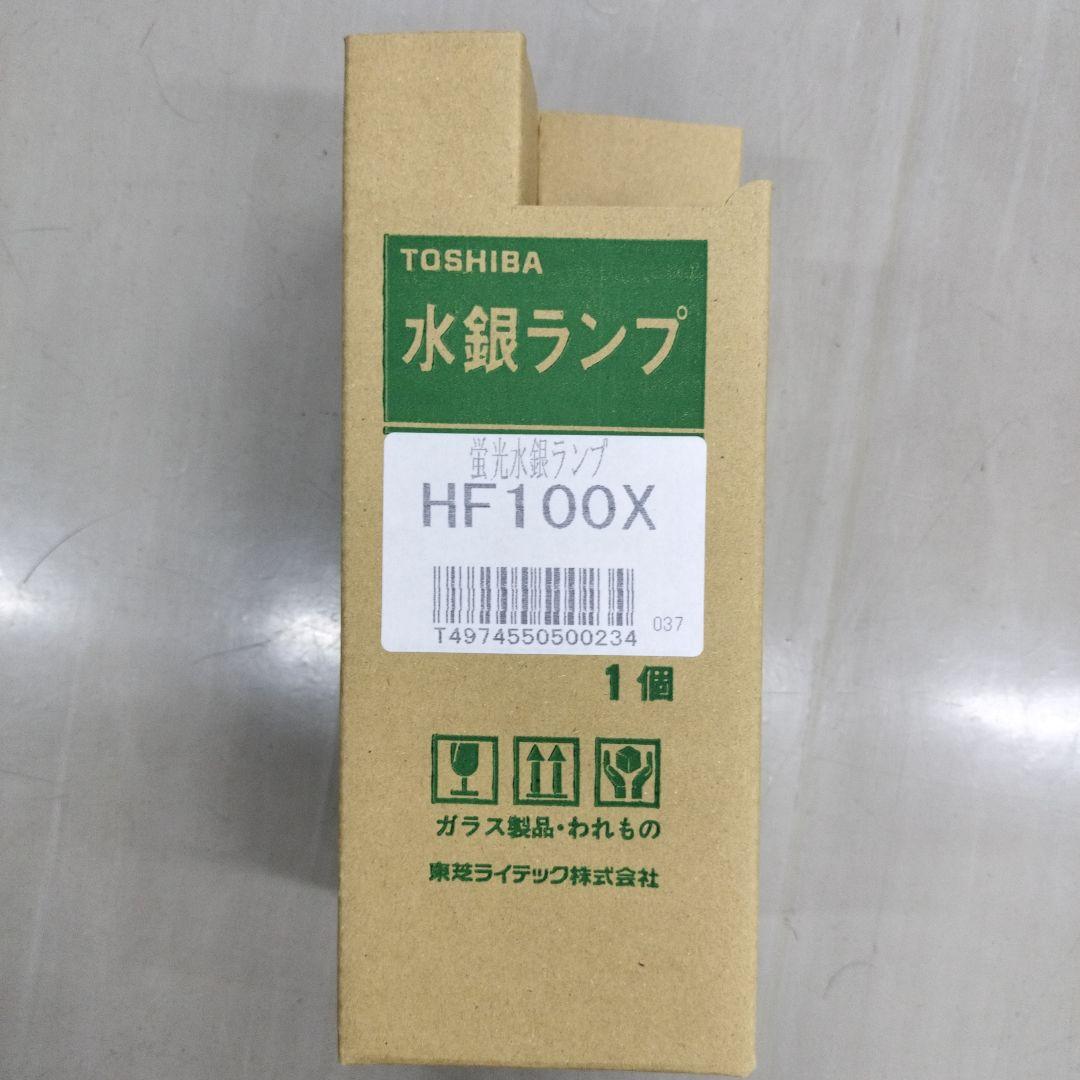 TOSHIBA
水銀ランプ
蛍光水銀ランプ
HF100X
T4974550500234
037
1個
ガラス製品・われもの
東芝ライテック株式会社